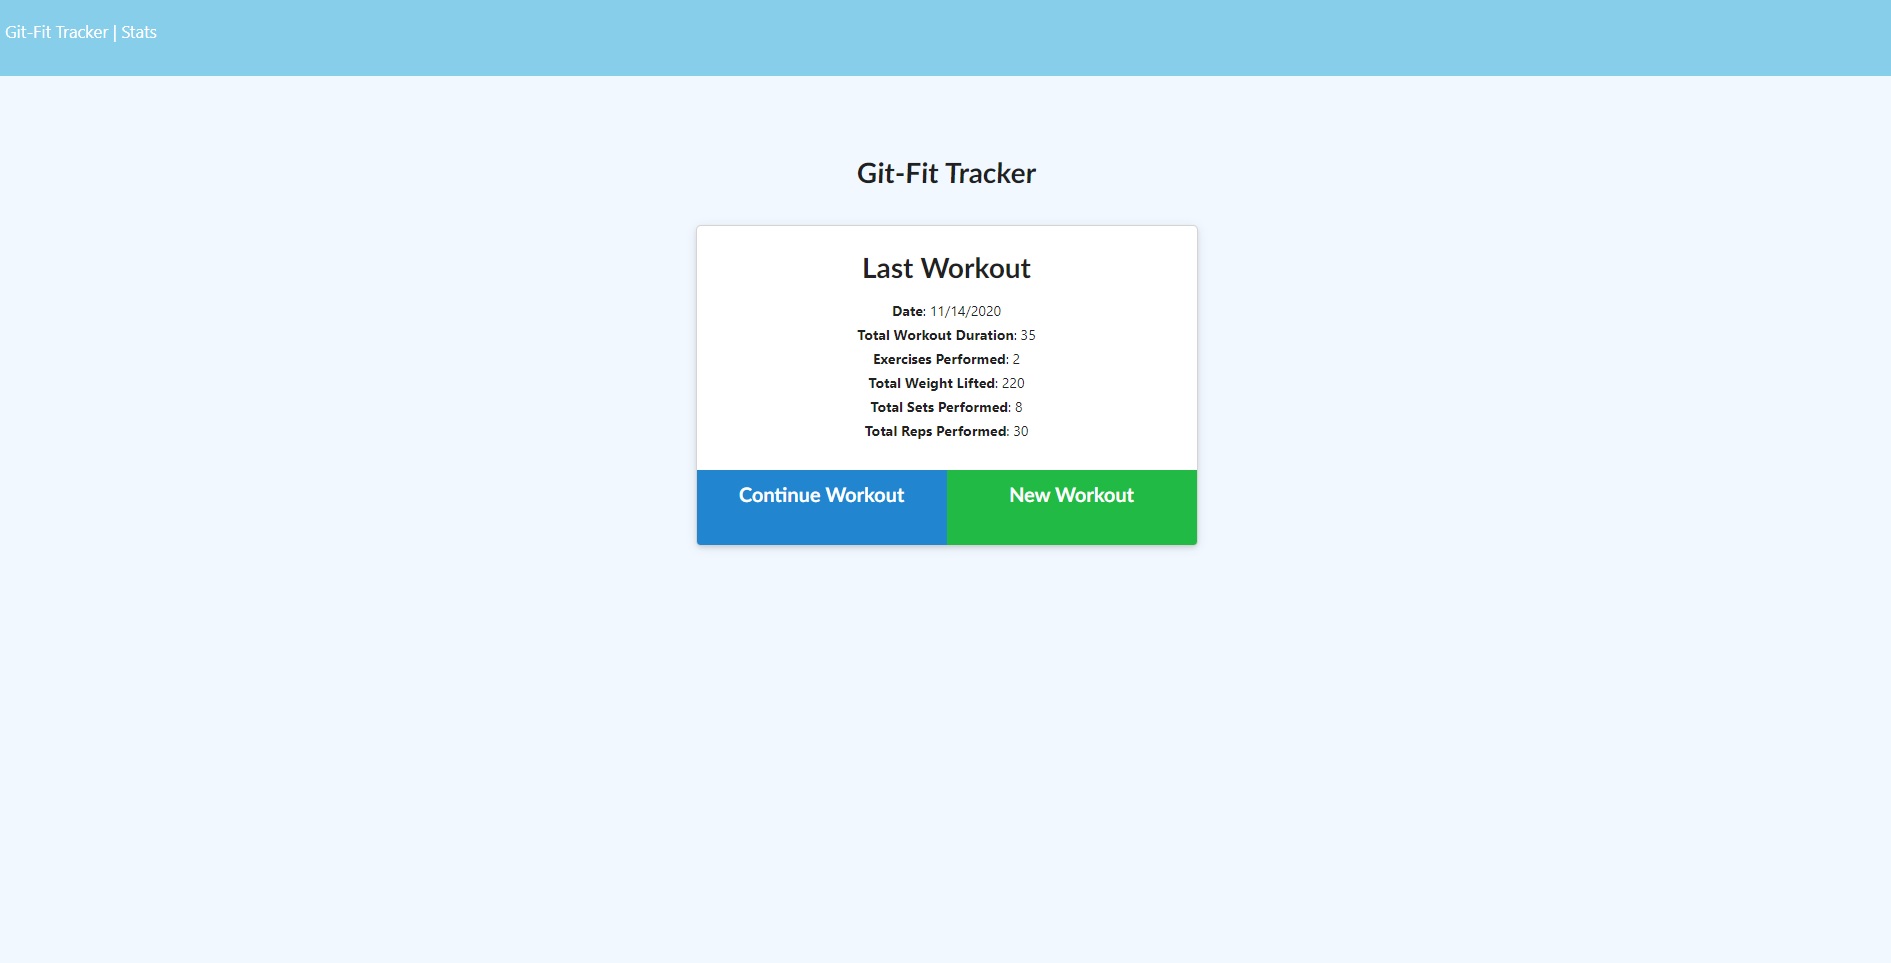 Git-Fit Tracker | Stats
Git-Fit Tracker
Last Workout
Date: 11/14/2020
Total Workout Duration: 35
Exercises Performed: 2
Total Weight Lifted: 220
Total Sets Performed: 8
Total Reps Performed: 30
Continue Workout
New Workout